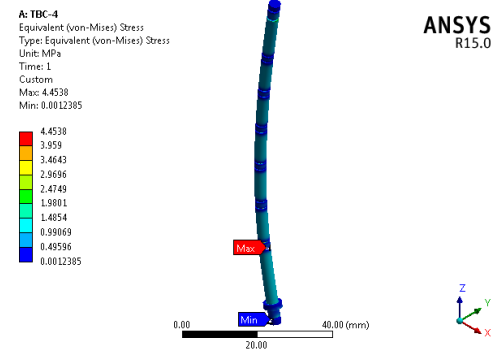 A: TBC-4
Equivalent (von-Mises) Stress
Type: Equivalent (von-Mises) Stress
Unit: MPa
Time: 1
Custom
Max: 4.4538
Min: 0.0012385
ANSYS
R15.0
4.4538
3.959
3.4643
2.9696
2.4749
1.9801
1.4854
0.99069
0.49596
0.0012385
Max
Min
0.00
40.00 (mm)
20.00
Z
Y
X